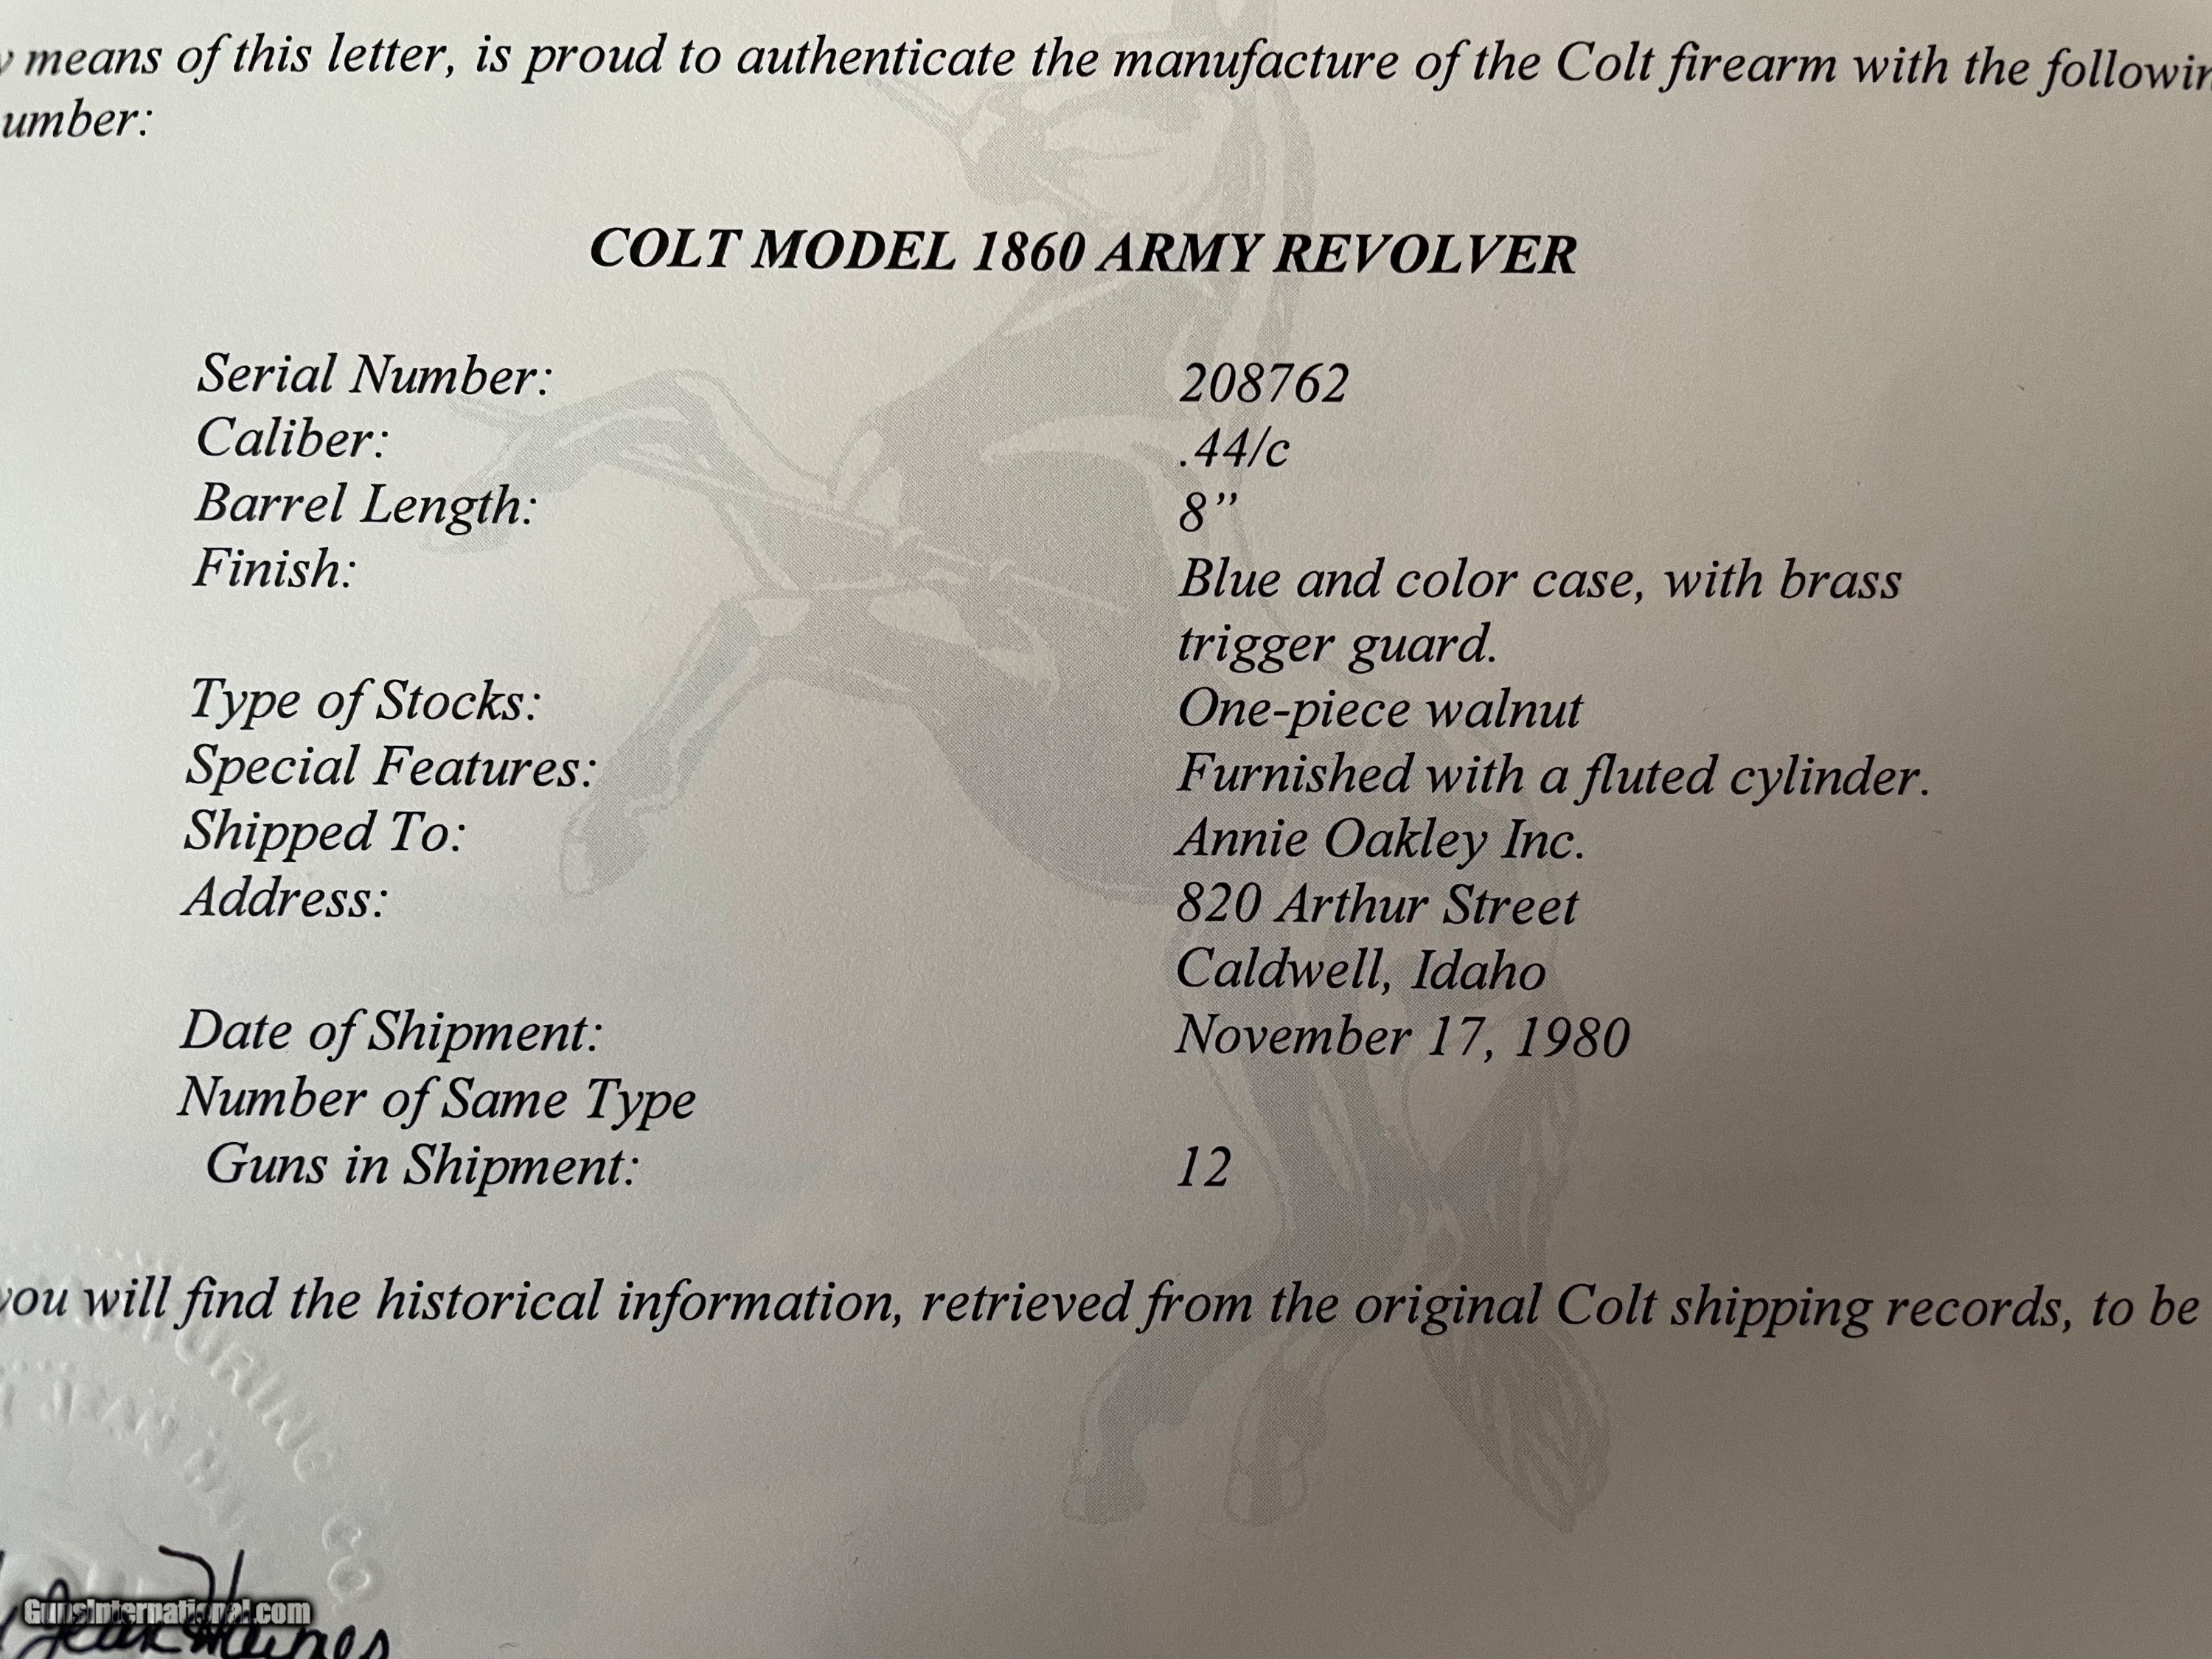 means of this letter, is proud to authenticate the manufacture of the Colt firearm with the
umber:
COLT MODEL 1860 ARMY REVOLVER
Serial Number: 208762
Caliber: .44/c
Barrel Length: 8”
Finish: Blue and color case, with brass
trigger guard.
Type of Stocks: One-piece walnut
Special Features: Furnished with a fluted cylinder.
Shipped To: Annie Oakley Inc.
Address: 820 Arthur Street
Caldwell, Idaho
Date of Shipment: November 17, 1980
Number of Same Type
Guns in Shipment: 12
you will find the historical information, retrieved from the original Colt shipping records, to be
URING CO.
JEAN
GunsInternational.com